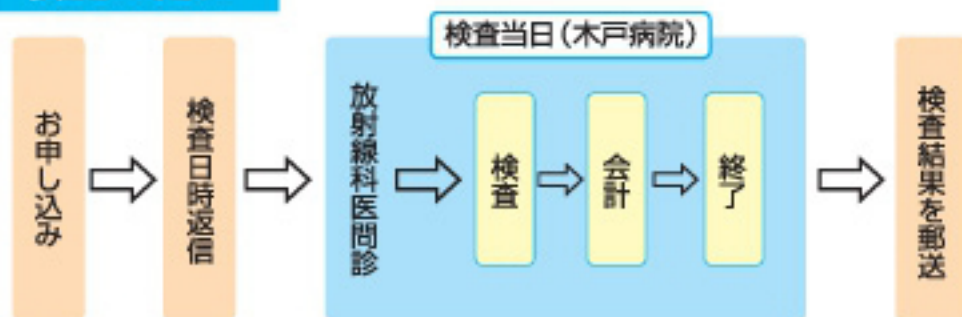 検査当日(木戸病院)
お申し込み
検査日時返信
放射線科医問診
検査
会計
終了
検査結果を郵送